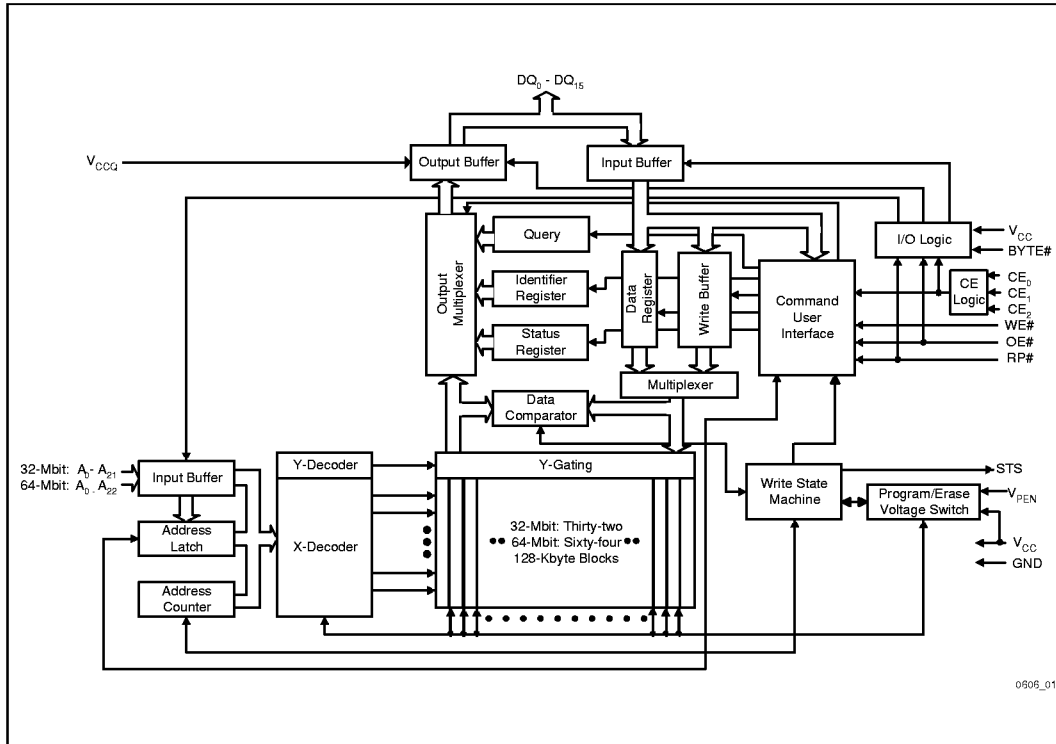 DQ0 - DQ15
VCCQ
Output Buffer
Input Buffer
I/O Logic
VCC
BYTE#
Query
Output
Multiplexer
Identifier
Register
Status
Register
Data
Register
Write Buffer
Command
User
Interface
CE
Logic
CE0
CE1
CE2
WE#
OE#
RP#
Multiplexer
Data
Comparator
32-Mbit: A0- A21
64-Mbit: A0 - A22
Input Buffer
Y-Decoder
Y-Gating
Write State
Machine
STS
Program/Erase
Voltage Switch
VPEN
Address
Latch
X-Decoder
32-Mbit: Thirty-two
64-Mbit: Sixty-four
128-Kbyte Blocks
VCC
GND
Address
Counter
0606_01